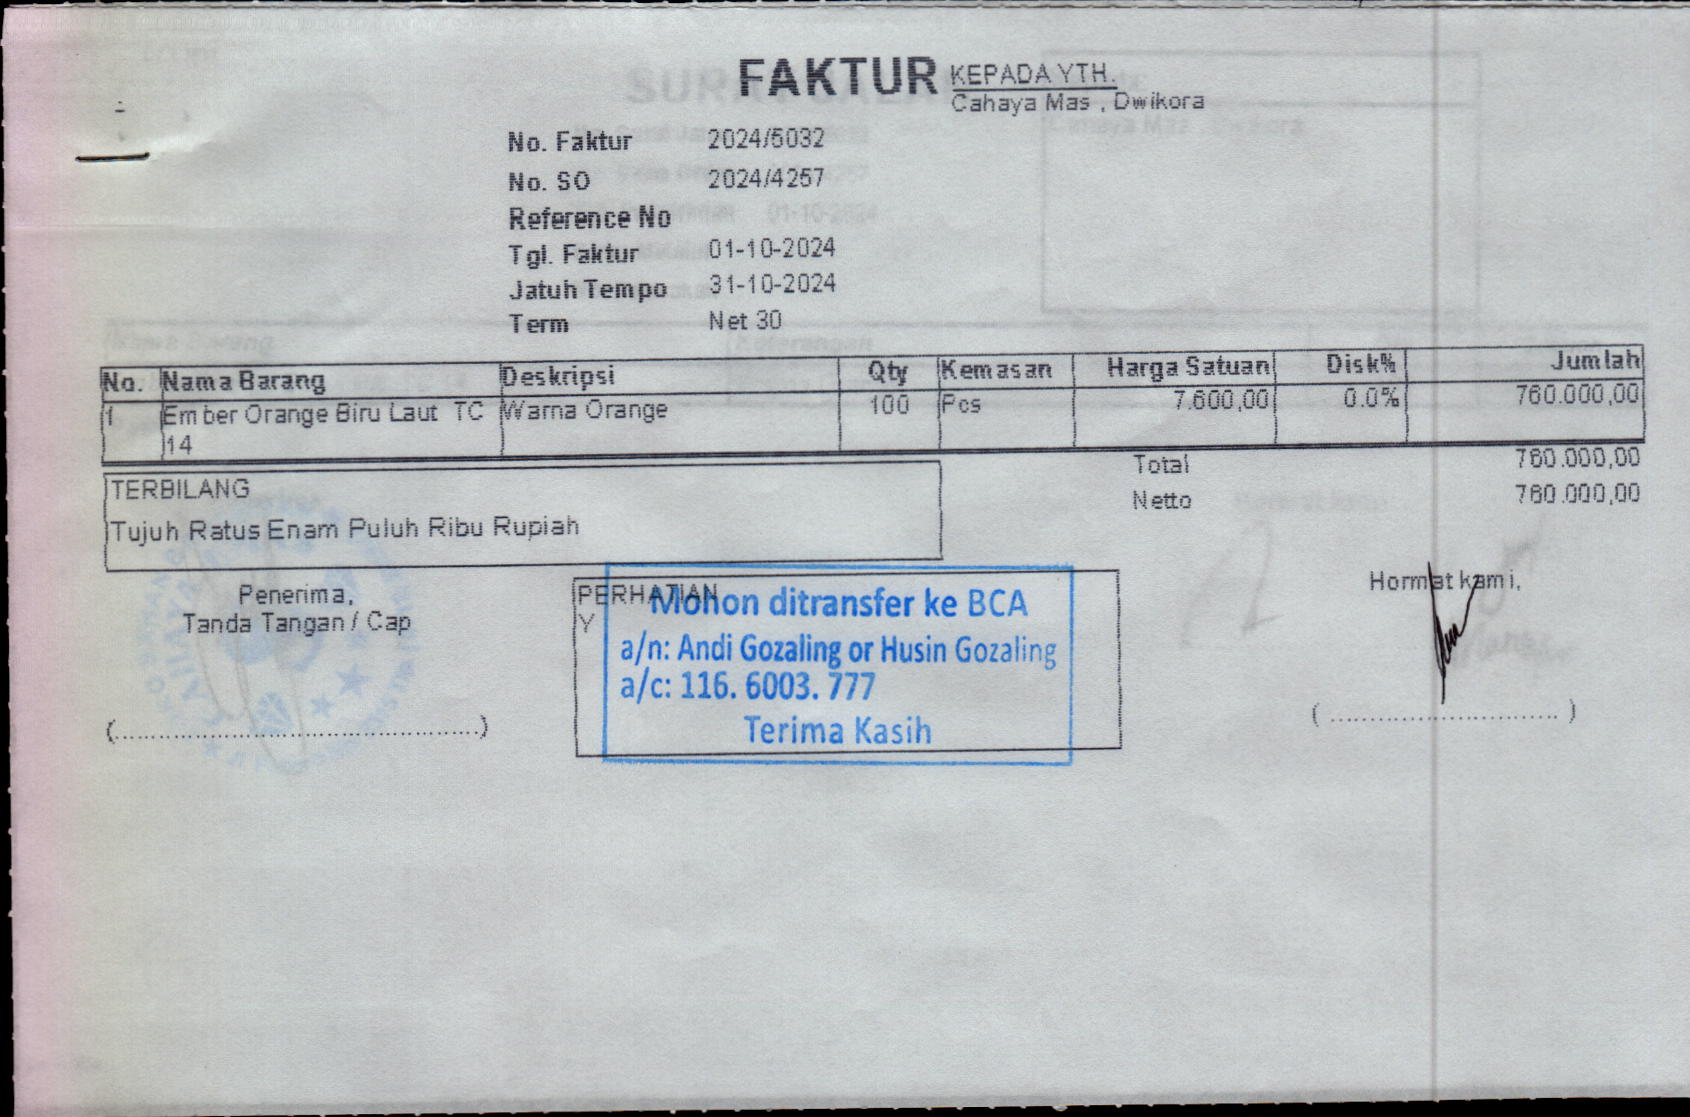 FAKTUR
KEPADA YTH.
Cahaya Mas , Dwikora
No. Faktur 2024/5032
No. SO 2024/4257
Reference No
Tgl. Faktur 01-10-2024
Jatuh Tempo 31-10-2024
Term Net 30
No. Nama Barang Deskripsi Qty Kemasan Harga Satuan Disk% Jumlah
1 Ember Orange Biru Laut TC Warna Orange 100 Pcs 7.600,00 0.0% 760.000,00
14
Total 760.000,00
Netto 760.000,00
TERBILANG
Tujuh Ratus Enam Puluh Ribu Rupiah
Penerima,
Tanda Tangan / Cap
(..............................................)
PERHATIAN
Y
Mohon ditransfer ke BCA
a/n: Andi Gozaling or Husin Gozaling
a/c: 116. 6003. 777
Terima Kasih
Hormat kami,
( ............................ )